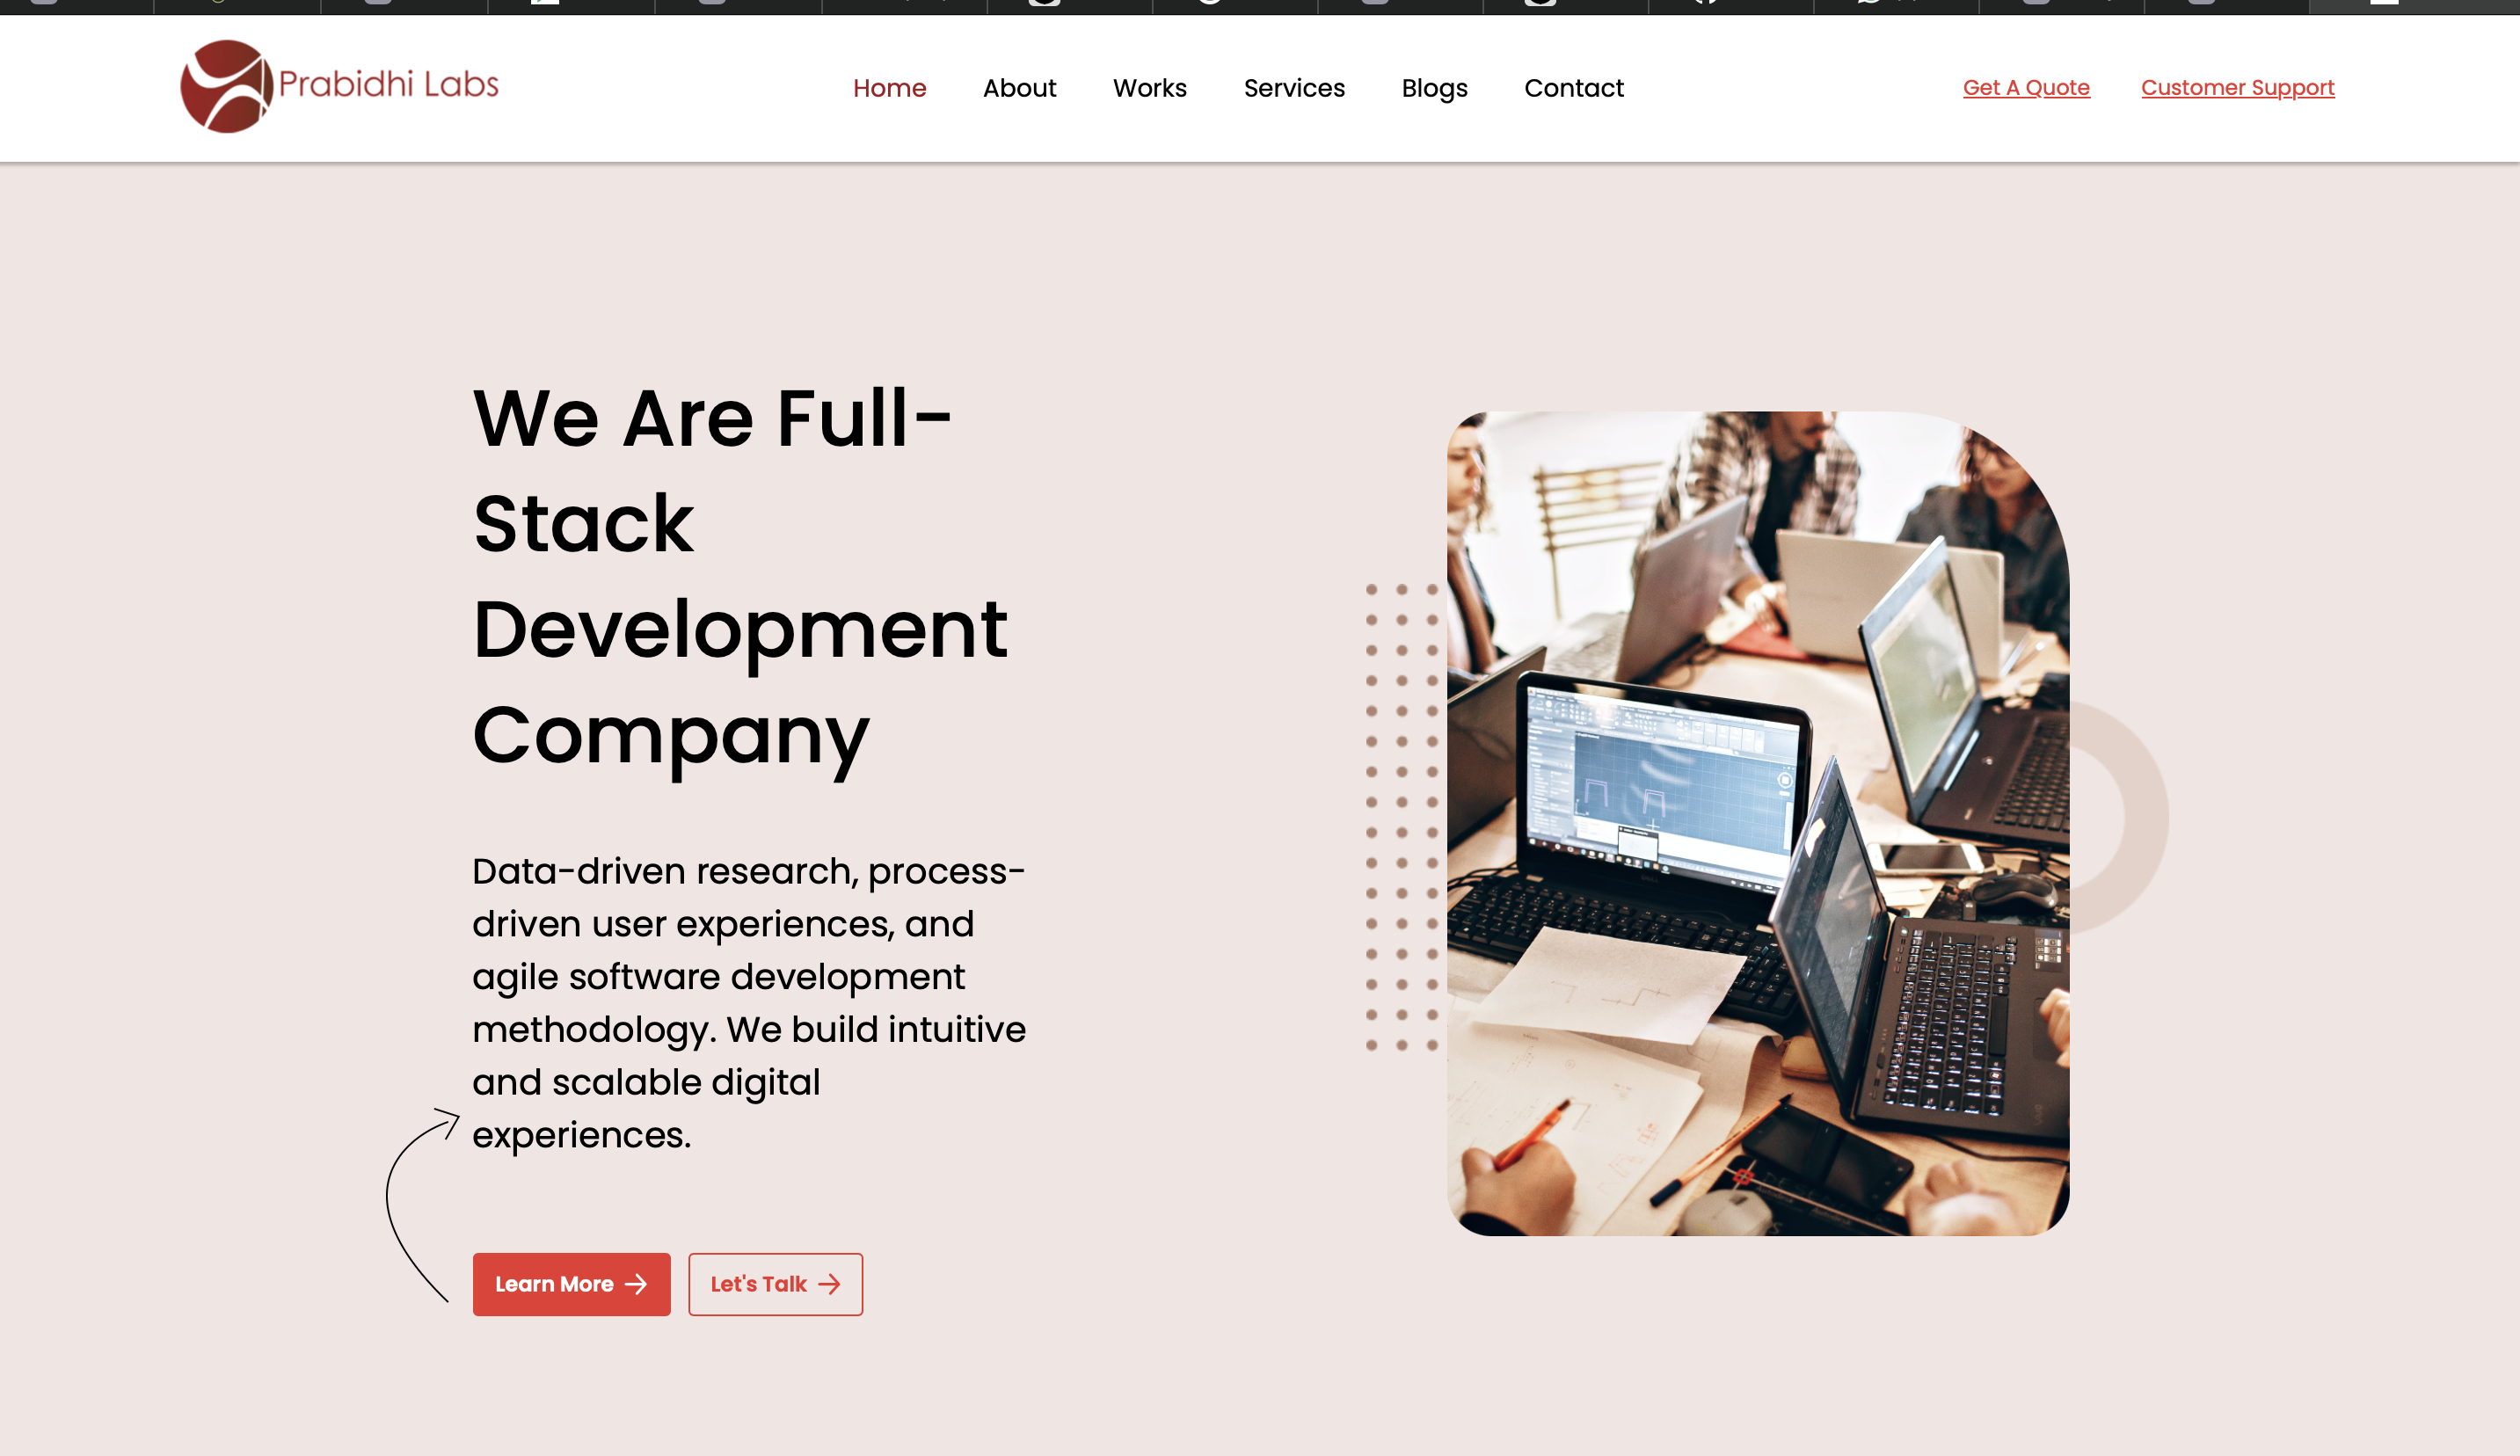 Prabidhi Labs
Home About Works Services Blogs Contact
Get A Quote Customer Support
We Are Full-
Stack
Development
Company
Data-driven research, process-
driven user experiences, and
agile software development
methodology. We build intuitive
and scalable digital
experiences.
Learn More
Let's Talk